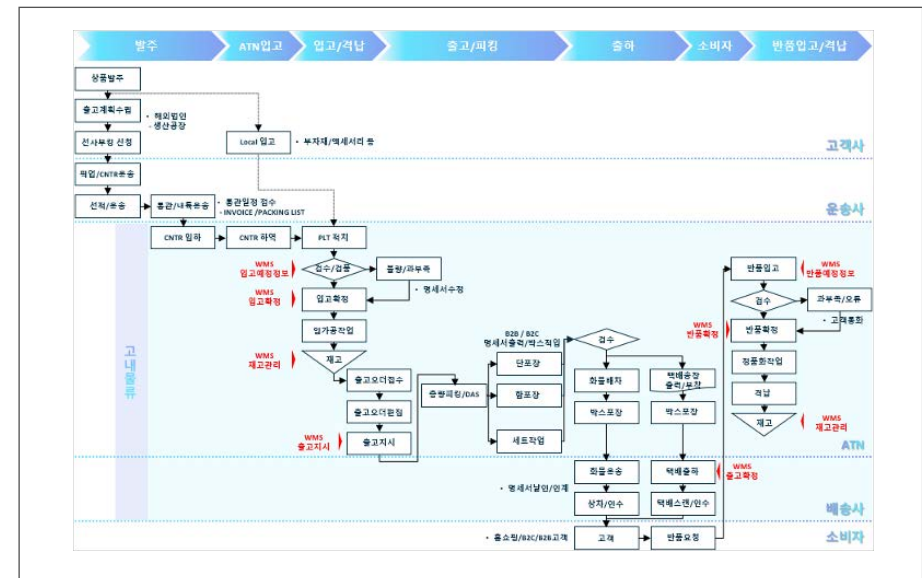 발주
ATN입고
입고/격납
출고/피킹
출하
소비자
반품입고/격납
상품발주
출고계획수립
• 해외법인
- 생산공장
선사부킹 신청
Local 입고
• 부자재/액세서리 등
고객사
픽업/CNTR운송
선적/운송
통관/내륙운송
• 통관일정 접수
- INVOICE /PACKING LIST
운송사
CNTR 입하
CNTR 하역
PLT 적치
WMS
입고예정정보
검수/검품
불량/과부족
• 명세서수정
WMS
입고확정
입고확정
임가공작업
WMS
재고관리
재고
출고오더접수
출고오더편집
WMS
출고지시
출고지시
총량피킹/DAS
B2B / B2C
명세서출력/박스적입
단포장
합포장
세트작업
검수
화물배차
택배송장
출력/부착
박스포장
박스포장
반품입고
WMS
반품예정정보
검수
과부족/오류
• 고객통화
WMS
반품확정
반품확정
정품화작업
격납
재고
WMS
재고관리
고내물류
ATN
화물운송
택배출하
WMS
출고확정
• 명세서날인/인계
상차/인수
택배스캔/인수
배송사
• 홈쇼핑/B2C/B2B고객
고객
반품요청
소비자